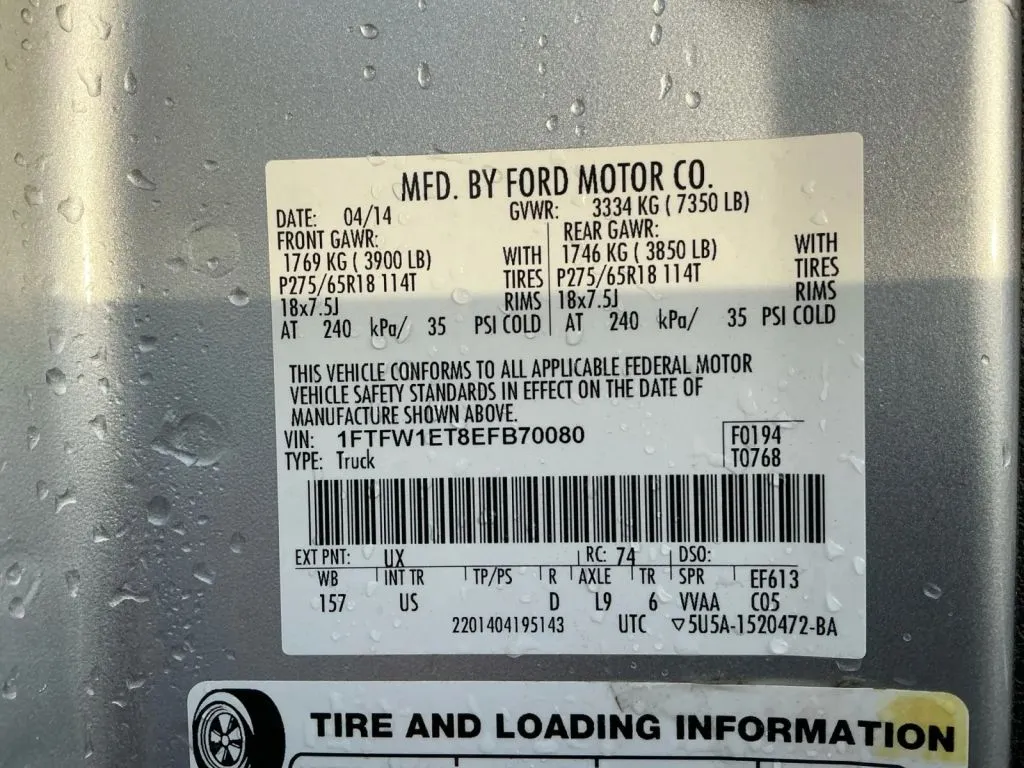 MFD. BY FORD MOTOR CO.
DATE: 04/14 GVWR: 3334 KG ( 7350 LB)
FRONT GAWR: REAR GAWR:
1769 KG ( 3900 LB) WITH 1746 KG ( 3850 LB) WITH
P275/65R18 114T TIRES P275/65R18 114T TIRES
18x7.5J RIMS 18x7.5J RIMS
AT 240 kPa/ 35 PSI COLD AT 240 kPa/ 35 PSI COLD
THIS VEHICLE CONFORMS TO ALL APPLICABLE FEDERAL MOTOR
VEHICLE SAFETY STANDARDS IN EFFECT ON THE DATE OF
MANUFACTURE SHOWN ABOVE.
VIN: 1FTFW1ET8EFB70080 F0194
TYPE: Truck T0768
EXT PNT: UX RC: 74 DSO:
WB INT TR TP/PS R AXLE TR SPR EF613
157 US D L9 6 VVAA C05
2201404195143 UTC ▽5U5A-1520472-BA
TIRE AND LOADING INFORMATION